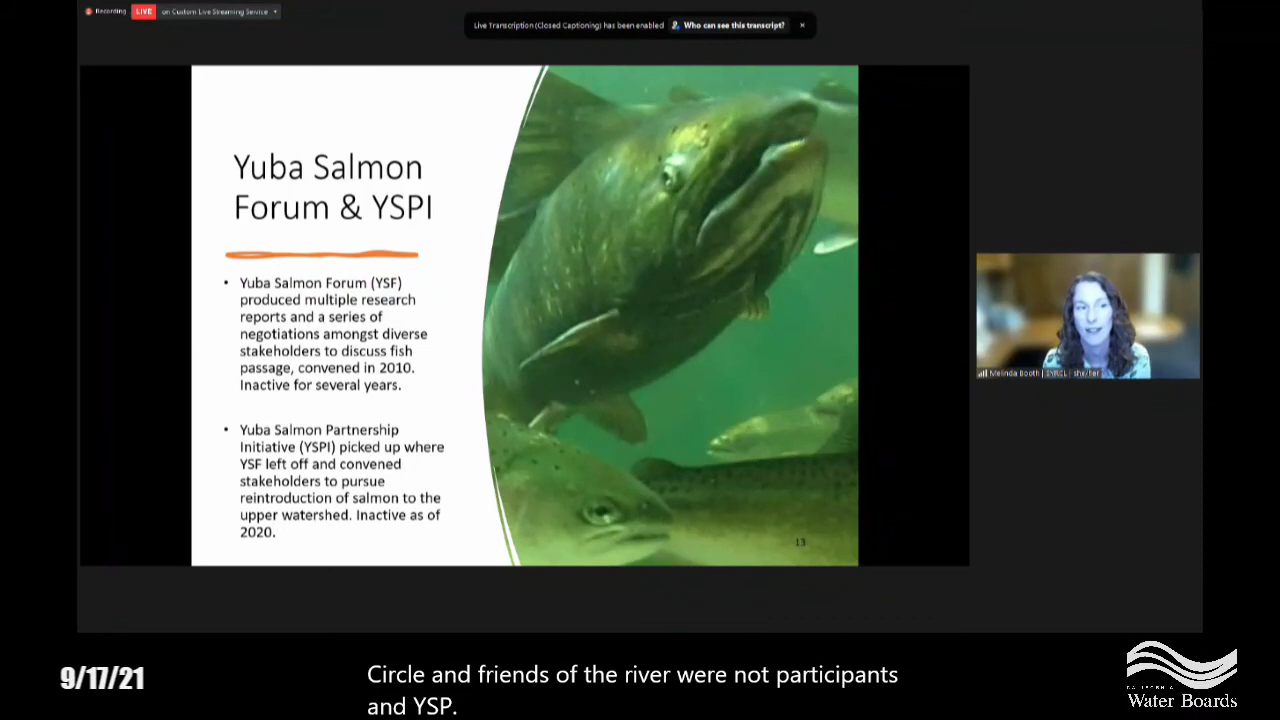 Recording LIVE on Custom Live Streaming Service
Live Transcription (Closed Captioning) has been enabled Who can see this transcript? ×
Yuba Salmon
Forum & YSPI
• Yuba Salmon Forum (YSF)
produced multiple research
reports and a series of
negotiations amongst diverse
stakeholders to discuss fish
passage, convened in 2010.
Inactive for several years.
• Yuba Salmon Partnership
Initiative (YSPI) picked up where
YSF left off and convened
stakeholders to pursue
reintroduction of salmon to the
upper watershed. Inactive as of
2020.
13
Melinda Booth | SYRCL | she/her
9/17/21
Circle and friends of the river were not participants
and YSP.
CALIFORNIA
Water Boards